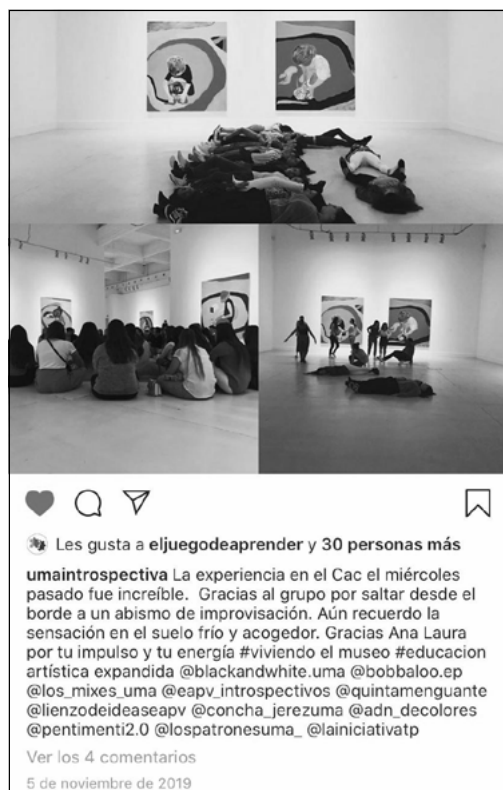 Les gusta a eljuegodeaprender y 30 personas más
umaintrospectiva La experiencia en el Cac el miércoles
pasado fue increíble. Gracias al grupo por saltar desde el
borde a un abismo de improvisación. Aún recuerdo la
sensación en el suelo frío y acogedor. Gracias Ana Laura
por tu impulso y tu energía #viviendo el museo #educacion
artística expandida @blackandwhite.uma @bobbaloo.ep
@los_mixes_uma @eapv_introspectivos @quintamenguante
@lienzodeideaseapv @concha_jerezuma @adn_decolores
@pentimenti2.0 @lospatronesuma_ @lainiciativatp
Ver los 4 comentarios
5 de noviembre de 2019